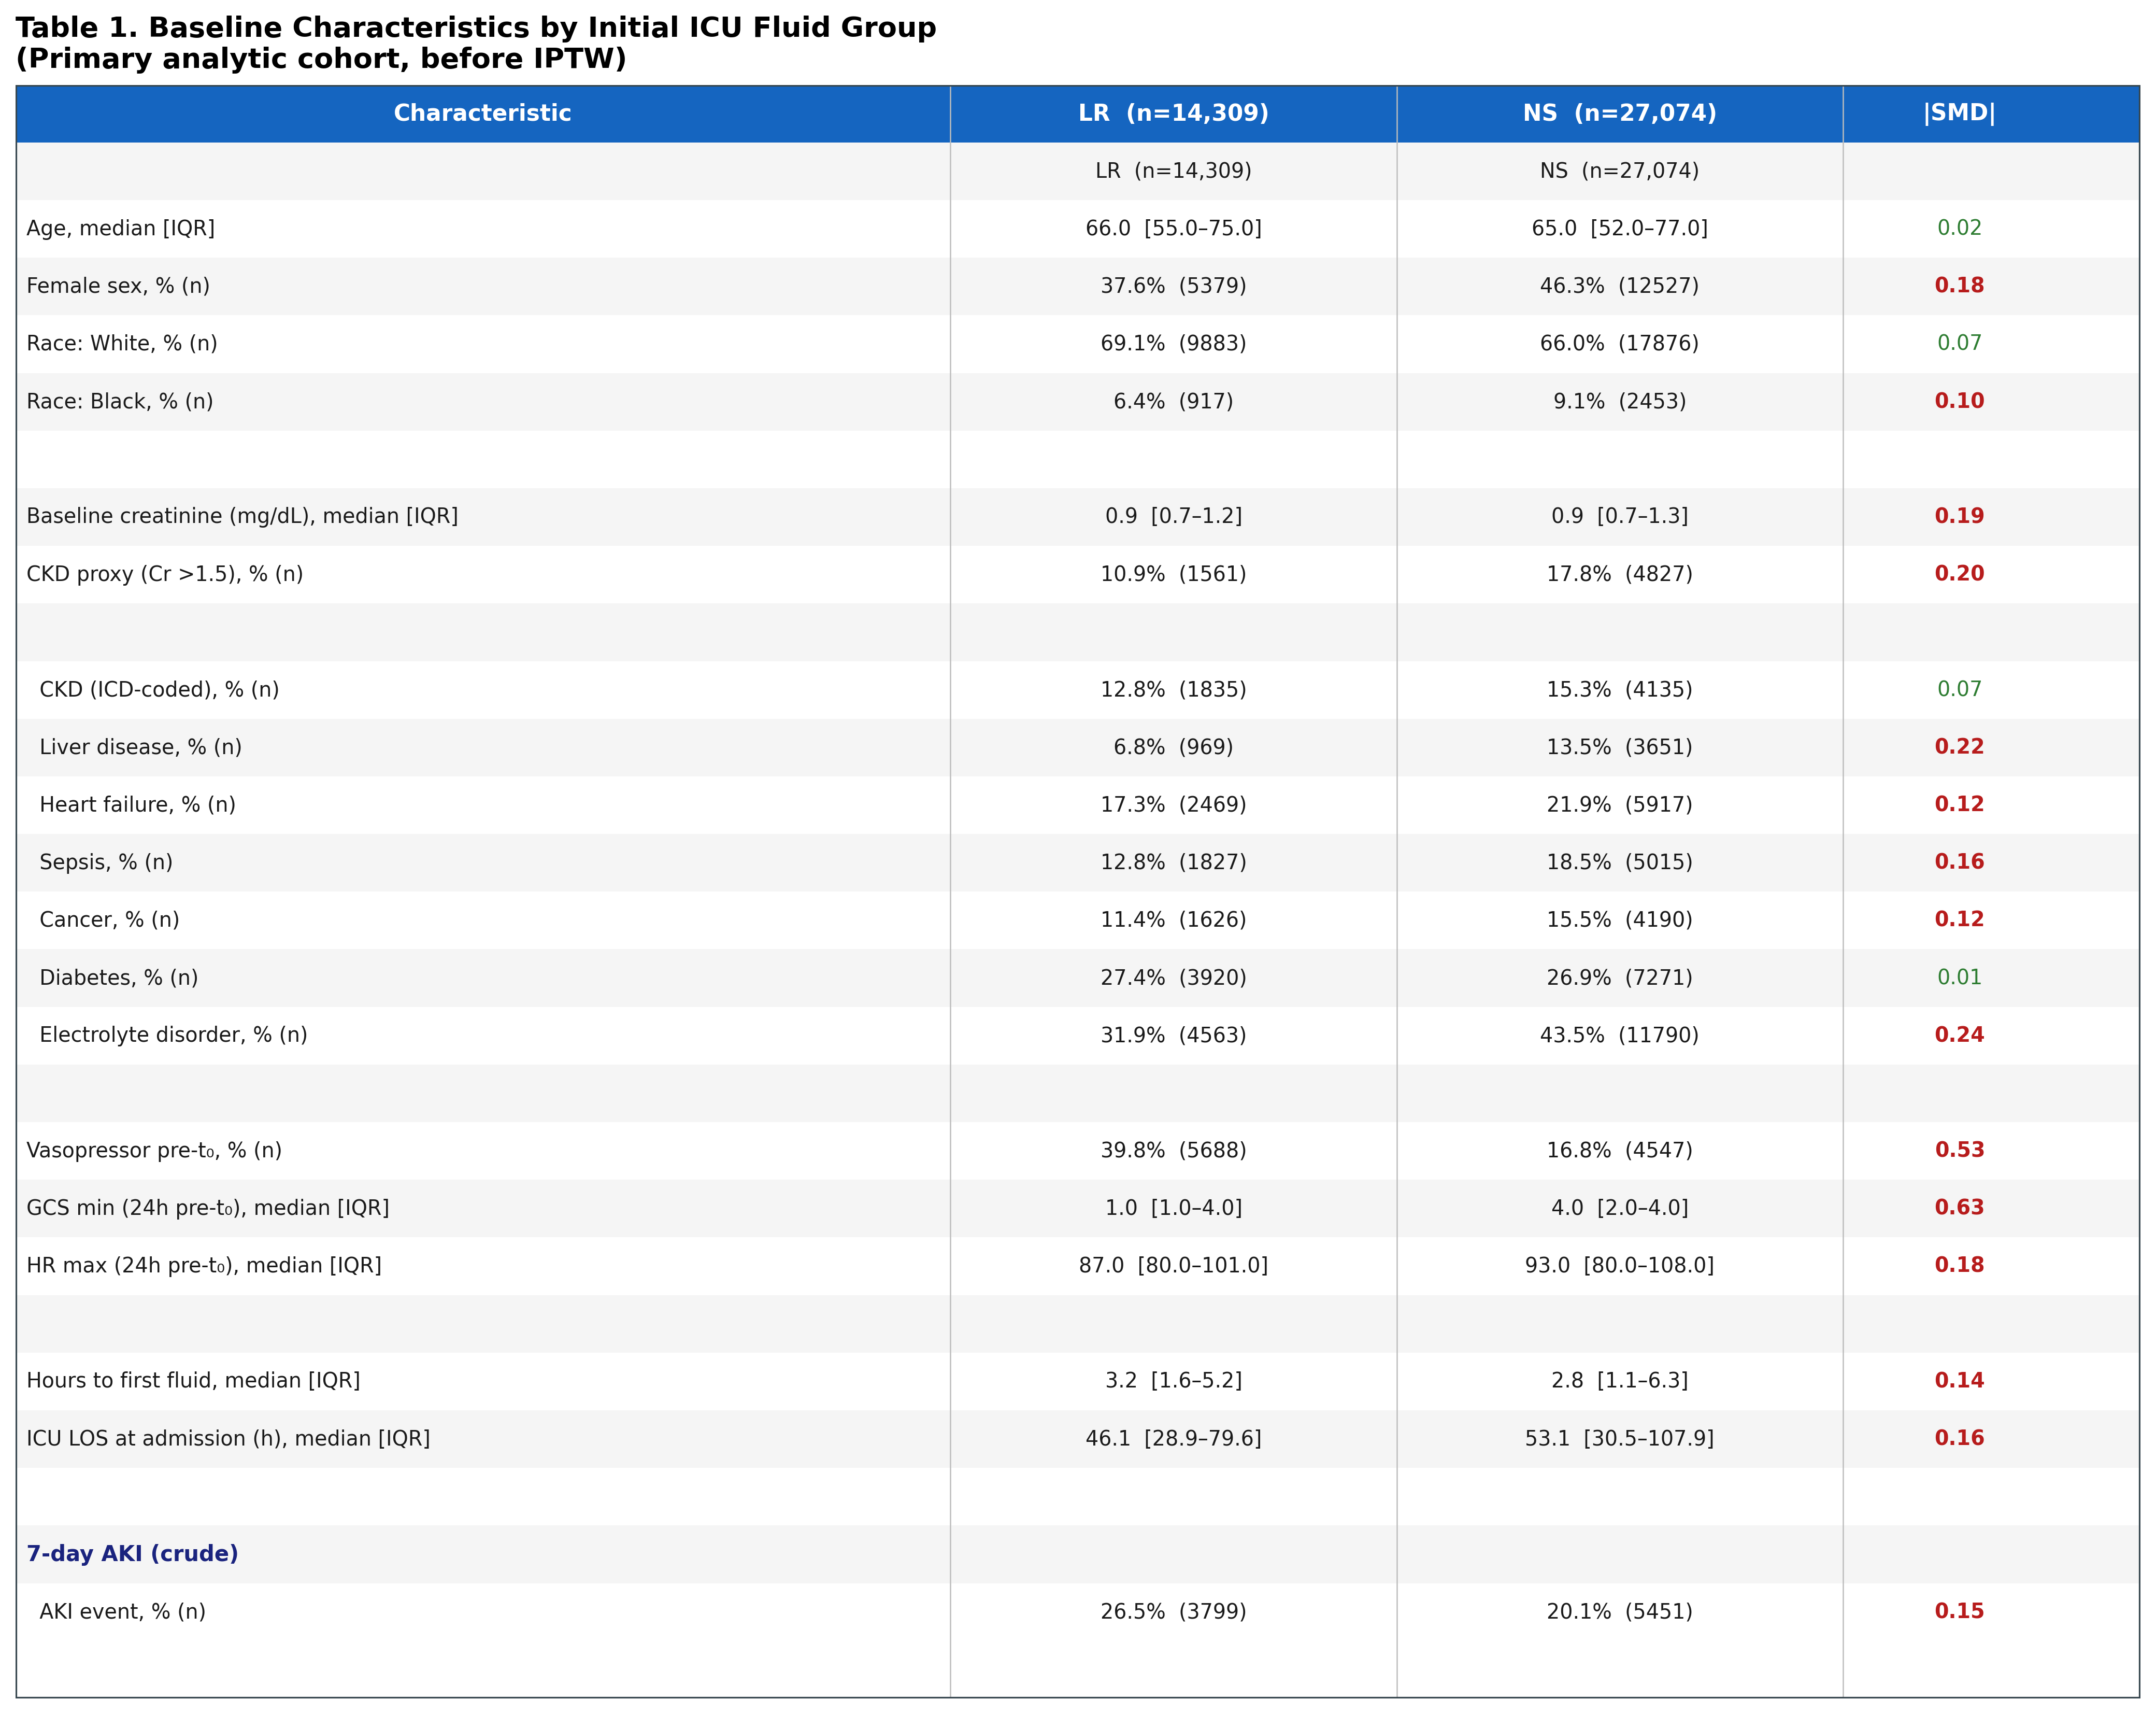 Table 1. Baseline Characteristics by Initial ICU Fluid Group
(Primary analytic cohort, before IPTW)
Characteristic LR (n=14,309) NS (n=27,074) |SMD|
LR (n=14,309) NS (n=27,074)
Age, median [IQR] 66.0 [55.0–75.0] 65.0 [52.0–77.0] 0.02
Female sex, % (n) 37.6% (5379) 46.3% (12527) 0.18
Race: White, % (n) 69.1% (9883) 66.0% (17876) 0.07
Race: Black, % (n) 6.4% (917) 9.1% (2453) 0.10
Baseline creatinine (mg/dL), median [IQR] 0.9 [0.7–1.2] 0.9 [0.7–1.3] 0.19
CKD proxy (Cr >1.5), % (n) 10.9% (1561) 17.8% (4827) 0.20
CKD (ICD-coded), % (n) 12.8% (1835) 15.3% (4135) 0.07
Liver disease, % (n) 6.8% (969) 13.5% (3651) 0.22
Heart failure, % (n) 17.3% (2469) 21.9% (5917) 0.12
Sepsis, % (n) 12.8% (1827) 18.5% (5015) 0.16
Cancer, % (n) 11.4% (1626) 15.5% (4190) 0.12
Diabetes, % (n) 27.4% (3920) 26.9% (7271) 0.01
Electrolyte disorder, % (n) 31.9% (4563) 43.5% (11790) 0.24
Vasopressor pre-t₀, % (n) 39.8% (5688) 16.8% (4547) 0.53
GCS min (24h pre-t₀), median [IQR] 1.0 [1.0–4.0] 4.0 [2.0–4.0] 0.63
HR max (24h pre-t₀), median [IQR] 87.0 [80.0–101.0] 93.0 [80.0–108.0] 0.18
Hours to first fluid, median [IQR] 3.2 [1.6–5.2] 2.8 [1.1–6.3] 0.14
ICU LOS at admission (h), median [IQR] 46.1 [28.9–79.6] 53.1 [30.5–107.9] 0.16
7-day AKI (crude)
AKI event, % (n) 26.5% (3799) 20.1% (5451) 0.15